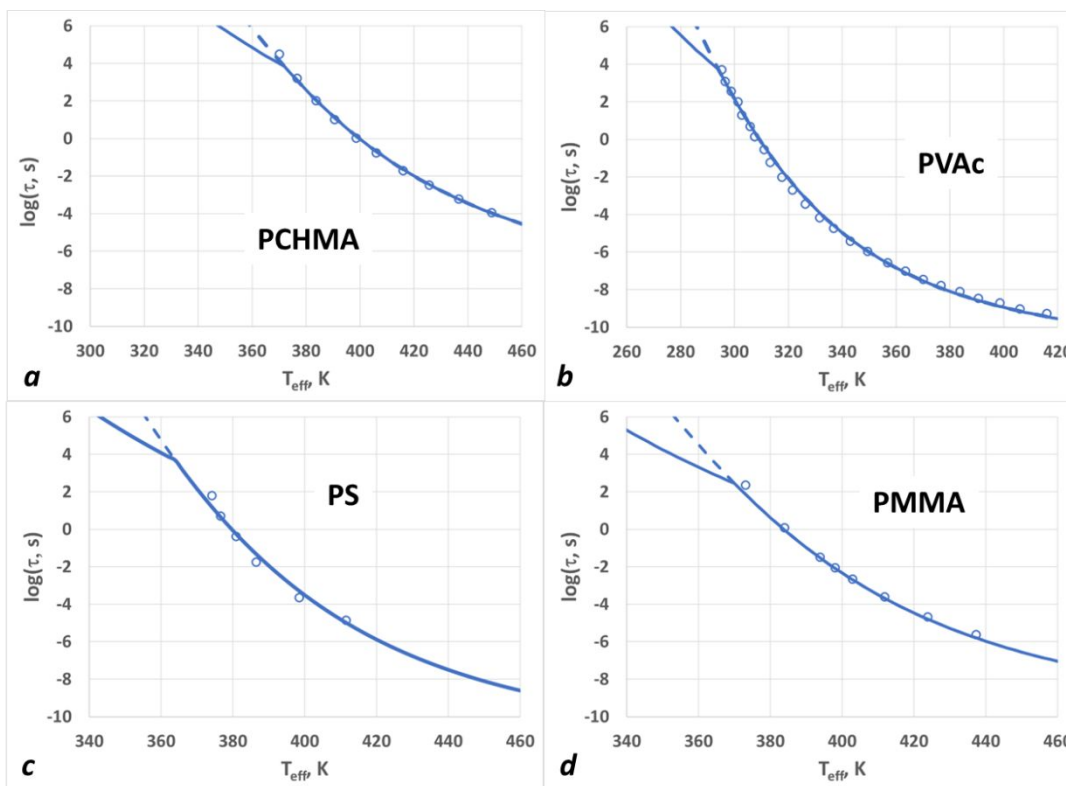 6
4
2
0
-2
-4
-6
-8
-10
log(τ, s)
PCHMA
300 320 340 360 380 400 420 440 460
T_eff, K
a
6
4
2
0
-2
-4
-6
-8
-10
log(τ, s)
PVAc
260 280 300 320 340 360 380 400 420
T_eff, K
b
6
4
2
0
-2
-4
-6
-8
-10
log(τ, s)
PS
340 360 380 400 420 440 460
T_eff, K
c
6
4
2
0
-2
-4
-6
-8
-10
log(τ, s)
PMMA
340 360 380 400 420 440 460
T_eff, K
d